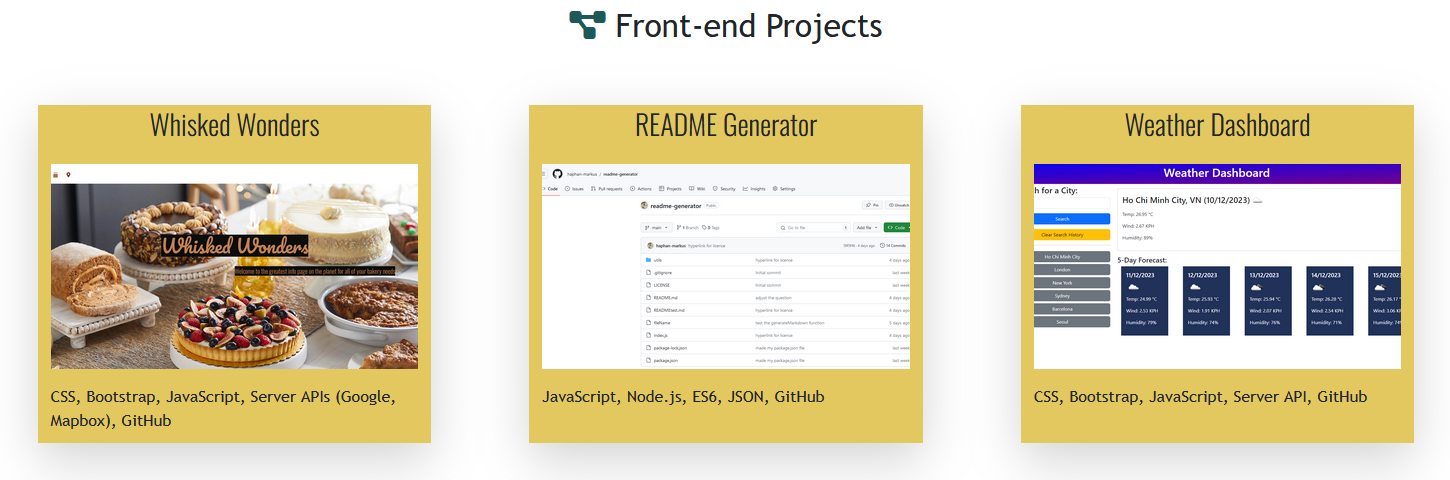 Front-end Projects
Whisked Wonders
Whisked Wonders
Welcome to the greatest info page on the planet for all of your bakery needs
CSS, Bootstrap, JavaScript, Server APIs (Google,
Mapbox), GitHub
README Generator
haphan-markus / readme-generator
Code Issues Pull requests Actions Projects Wiki Security Insights Settings
readme-generator Public Pin Unwatch
main 1 Branch 0 Tags Go to file t Add file Code
haphan-markus hyperlink for license 4 days ago 14 Commits
utils hyperlink for license 4 days ago
.gitignore Initial commit last week
LICENSE Initial commit last week
README.md adjust the question 4 days ago
READMEtest.md hyperlink for license 4 days ago
fileName test the generateMarkdown function 5 days ago
index.js hyperlink for license 4 days ago
package-lock.json made my package.json file last week
package.json made my package.json file last week
JavaScript, Node.js, ES6, JSON, GitHub
Weather Dashboard
Weather Dashboard
h for a City:
Search
Clear Search History
Ho Chi Minh City
London
New York
Sydney
Barcelona
Seoul
Ho Chi Minh City, VN (10/12/2023)
Temp: 26.95 °C
Wind: 2.67 KPH
Humidity: 89%
5-Day Forecast:
11/12/2023 12/12/2023 13/12/2023 14/12/2023 15/12/202
Temp: 24.99 °C Temp: 25.93 °C Temp: 25.94 °C Temp: 26.28 °C Temp: 26.17 °
Wind: 2.53 KPH Wind: 1.91 KPH Wind: 2.07 KPH Wind: 2.54 KPH Wind: 3.06 K
Humidity: 79% Humidity: 74% Humidity: 76% Humidity: 71% Humidity: 74
CSS, Bootstrap, JavaScript, Server API, GitHub